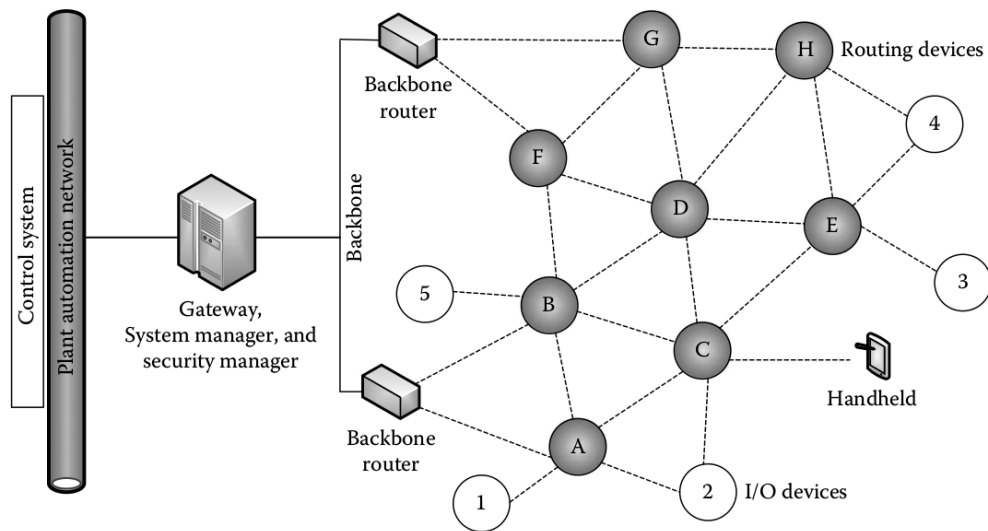 Control system
Plant automation network
Gateway,
System manager, and
security manager
Backbone
Backbone
router
Backbone
router
G
H
Routing devices
4
F
D
E
5
B
3
C
Handheld
A
1
2
I/O devices